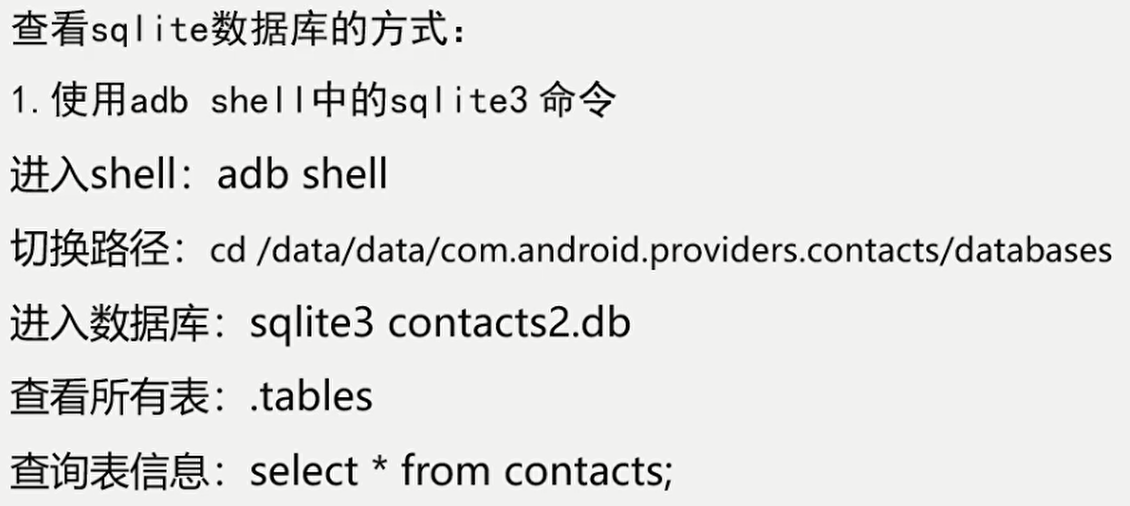 查看sqlite数据库的方式：
1.使用adb shell中的sqlite3 命令
进入shell：adb shell
切换路径：cd /data/data/com.android.providers.contacts/databases
进入数据库：sqlite3 contacts2.db
查看所有表：.tables
查询表信息：select * from contacts;